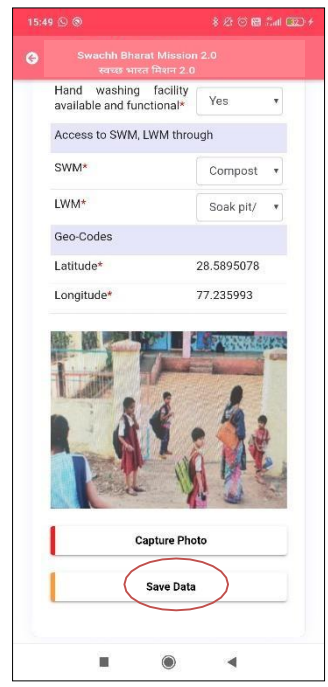 15:49
Swachh Bharat Mission 2.0
स्वच्छ भारत मिशन 2.0
Hand washing facility
available and functional* Yes
Access to SWM, LWM through
SWM* Compost
LWM* Soak pit/
Geo-Codes
Latitude* 28.5895078
Longitude* 77.235993
Capture Photo
Save Data